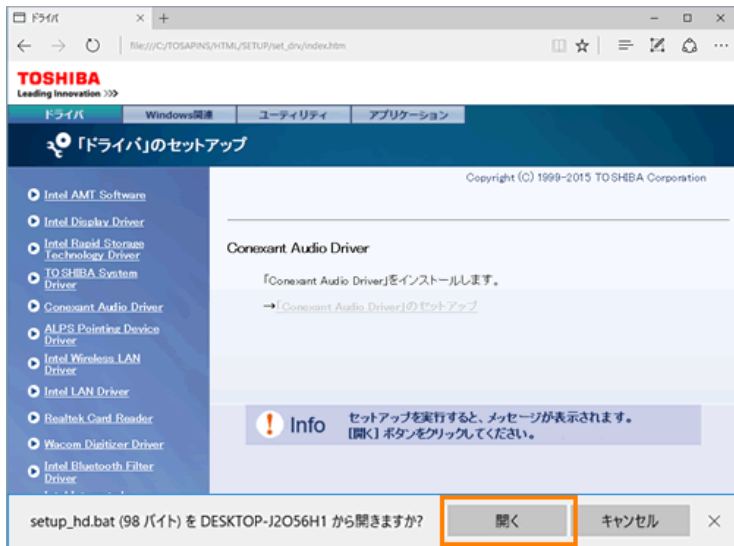 ドライバ
file:///C:/TOSAPINS/HTML/SETUP/set_drv/index.htm
TOSHIBA
Leading Innovation >>>
ドライバ
Windows関連
ユーティリティ
アプリケーション
「ドライバ」のセットアップ
Copyright (C) 1999-2015 TOSHIBA Corporation
Intel AMT Software
Intel Display Driver
Intel Rapid Storage
Technology Driver
TOSHIBA System
Driver
Conexant Audio Driver
ALPS Pointing Device
Driver
Intel Wireless LAN
Driver
Intel LAN Driver
Realtek Card Reader
Wacom Digitizer Driver
Intel Bluetooth Filter
Driver
Conexant Audio Driver
「Conexant Audio Driver」をインストールします。
→「Conexant Audio Driver」のセットアップ
! Info
セットアップを実行すると、メッセージが表示されます。
[開く] ボタンをクリックしてください。
setup_hd.bat (98 バイト) を DESKTOP-J2O56H1 から開きますか?
開く
キャンセル